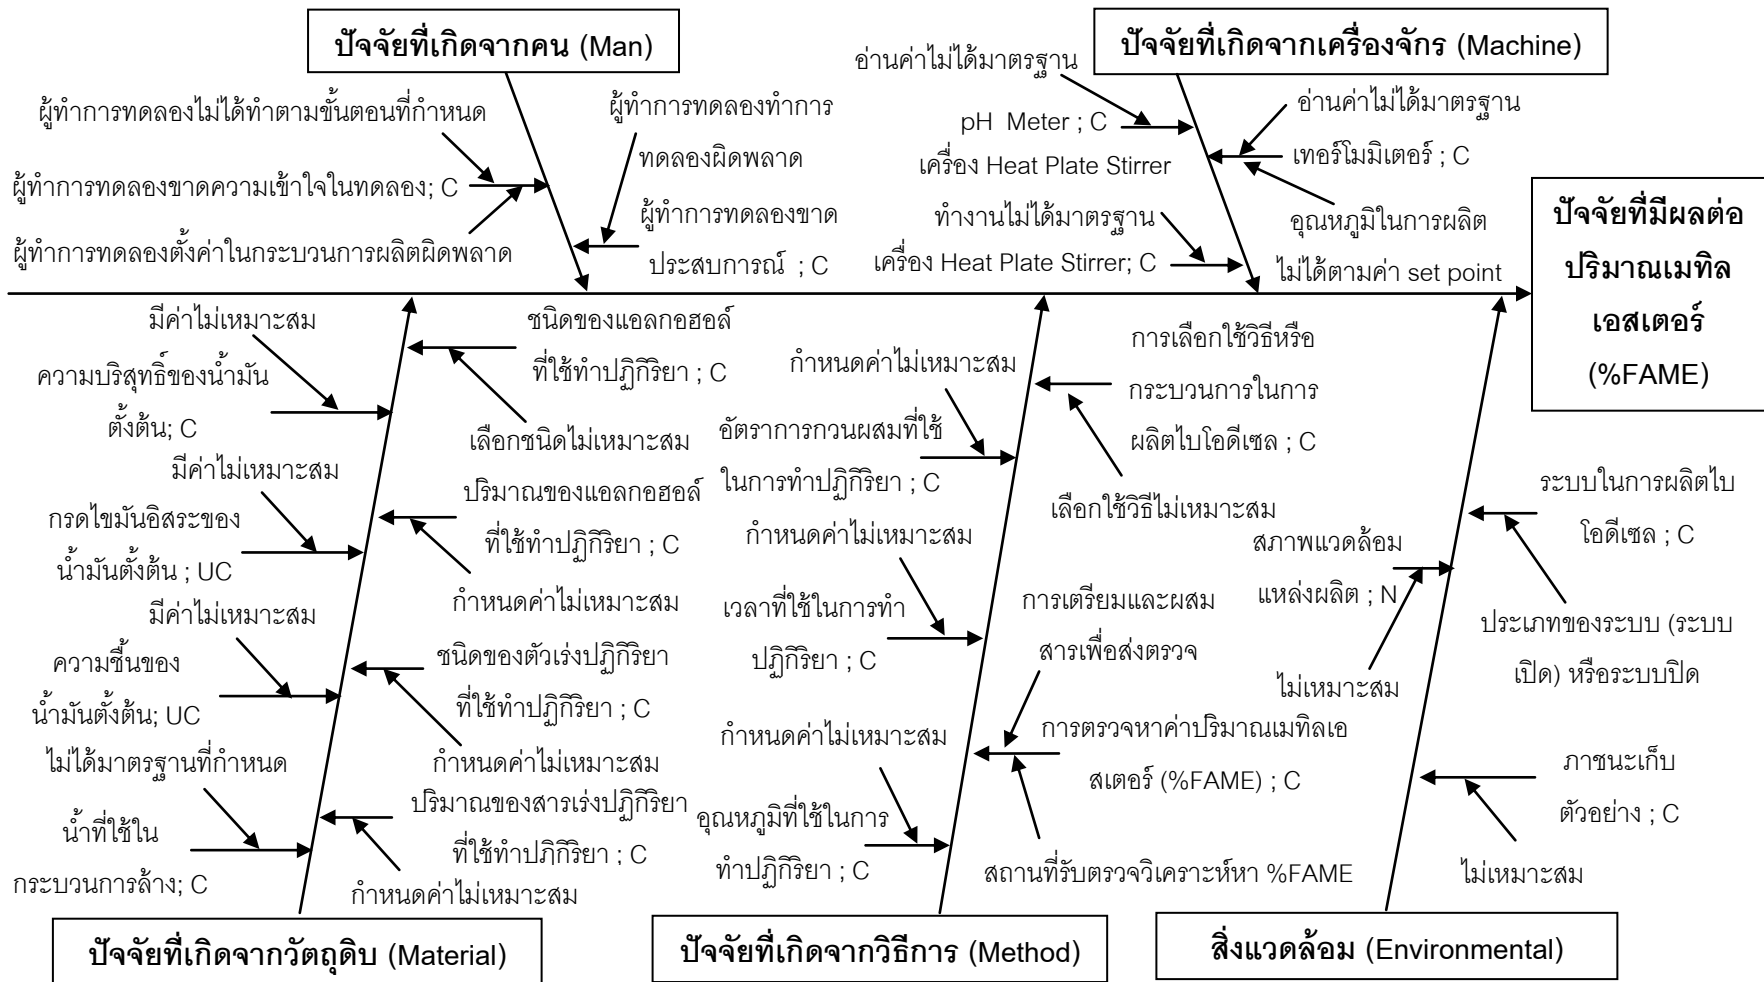 ปัจจัยที่เกิดจากคน (Man)
ผู้ทำการทดลองไม่ได้ทำตามขั้นตอนที่กำหนด
ผู้ทำการทดลองขาดความเข้าใจในทดลอง; C
ผู้ทำการทดลองตั้งค่าในกระบวนการผลิตผิดพลาด
ผู้ทำการทดลองทำการ
ทดลองผิดพลาด
ผู้ทำการทดลองขาด
ประสบการณ์ ; C
ปัจจัยที่เกิดจากเครื่องจักร (Machine)
อ่านค่าไม่ได้มาตรฐาน
pH Meter ; C
เครื่อง Heat Plate Stirrer
ทำงานไม่ได้มาตรฐาน
เครื่อง Heat Plate Stirrer; C
อ่านค่าไม่ได้มาตรฐาน
เทอร์โมมิเตอร์ ; C
อุณหภูมิในการผลิต
ไม่ได้ตามค่า set point
ปัจจัยที่มีผลต่อ
ปริมาณเมทิล
เอสเตอร์
(%FAME)
มีค่าไม่เหมาะสม
ความบริสุทธิ์ของน้ำมัน
ตั้งต้น; C
มีค่าไม่เหมาะสม
กรดไขมันอิสระของ
น้ำมันตั้งต้น ; UC
มีค่าไม่เหมาะสม
ความชื้นของ
น้ำมันตั้งต้น; UC
ไม่ได้มาตรฐานที่กำหนด
น้ำที่ใช้ใน
กระบวนการล้าง; C
ชนิดของแอลกอฮอล์
ที่ใช้ทำปฏิกิริยา ; C
เลือกชนิดไม่เหมาะสม
ปริมาณของแอลกอฮอล์
ที่ใช้ทำปฏิกิริยา ; C
กำหนดค่าไม่เหมาะสม
ชนิดของตัวเร่งปฏิกิริยา
ที่ใช้ทำปฏิกิริยา ; C
กำหนดค่าไม่เหมาะสม
ปริมาณของสารเร่งปฏิกิริยา
ที่ใช้ทำปฏิกิริยา ; C
กำหนดค่าไม่เหมาะสม
ปัจจัยที่เกิดจากวัตถุดิบ (Material)
กำหนดค่าไม่เหมาะสม
อัตราการกวนผสมที่ใช้
ในการทำปฏิกิริยา ; C
กำหนดค่าไม่เหมาะสม
เวลาที่ใช้ในการทำ
ปฏิกิริยา ; C
กำหนดค่าไม่เหมาะสม
อุณหภูมิที่ใช้ในการ
ทำปฏิกิริยา ; C
การเลือกใช้วิธีหรือ
กระบวนการในการ
ผลิตไบโอดีเซล ; C
เลือกใช้วิธีไม่เหมาะสม
การเตรียมและผสม
สารเพื่อส่งตรวจ
การตรวจหาค่าปริมาณเมทิลเอ
สเตอร์ (%FAME) ; C
สถานที่รับตรวจวิเคราะห์หา %FAME
ปัจจัยที่เกิดจากวิธีการ (Method)
สภาพแวดล้อม
แหล่งผลิต ; N
ไม่เหมาะสม
ระบบในการผลิตไบ
โอดีเซล ; C
ประเภทของระบบ (ระบบ
เปิด) หรือระบบปิด
ภาชนะเก็บ
ตัวอย่าง ; C
ไม่เหมาะสม
สิ่งแวดล้อม (Environmental)